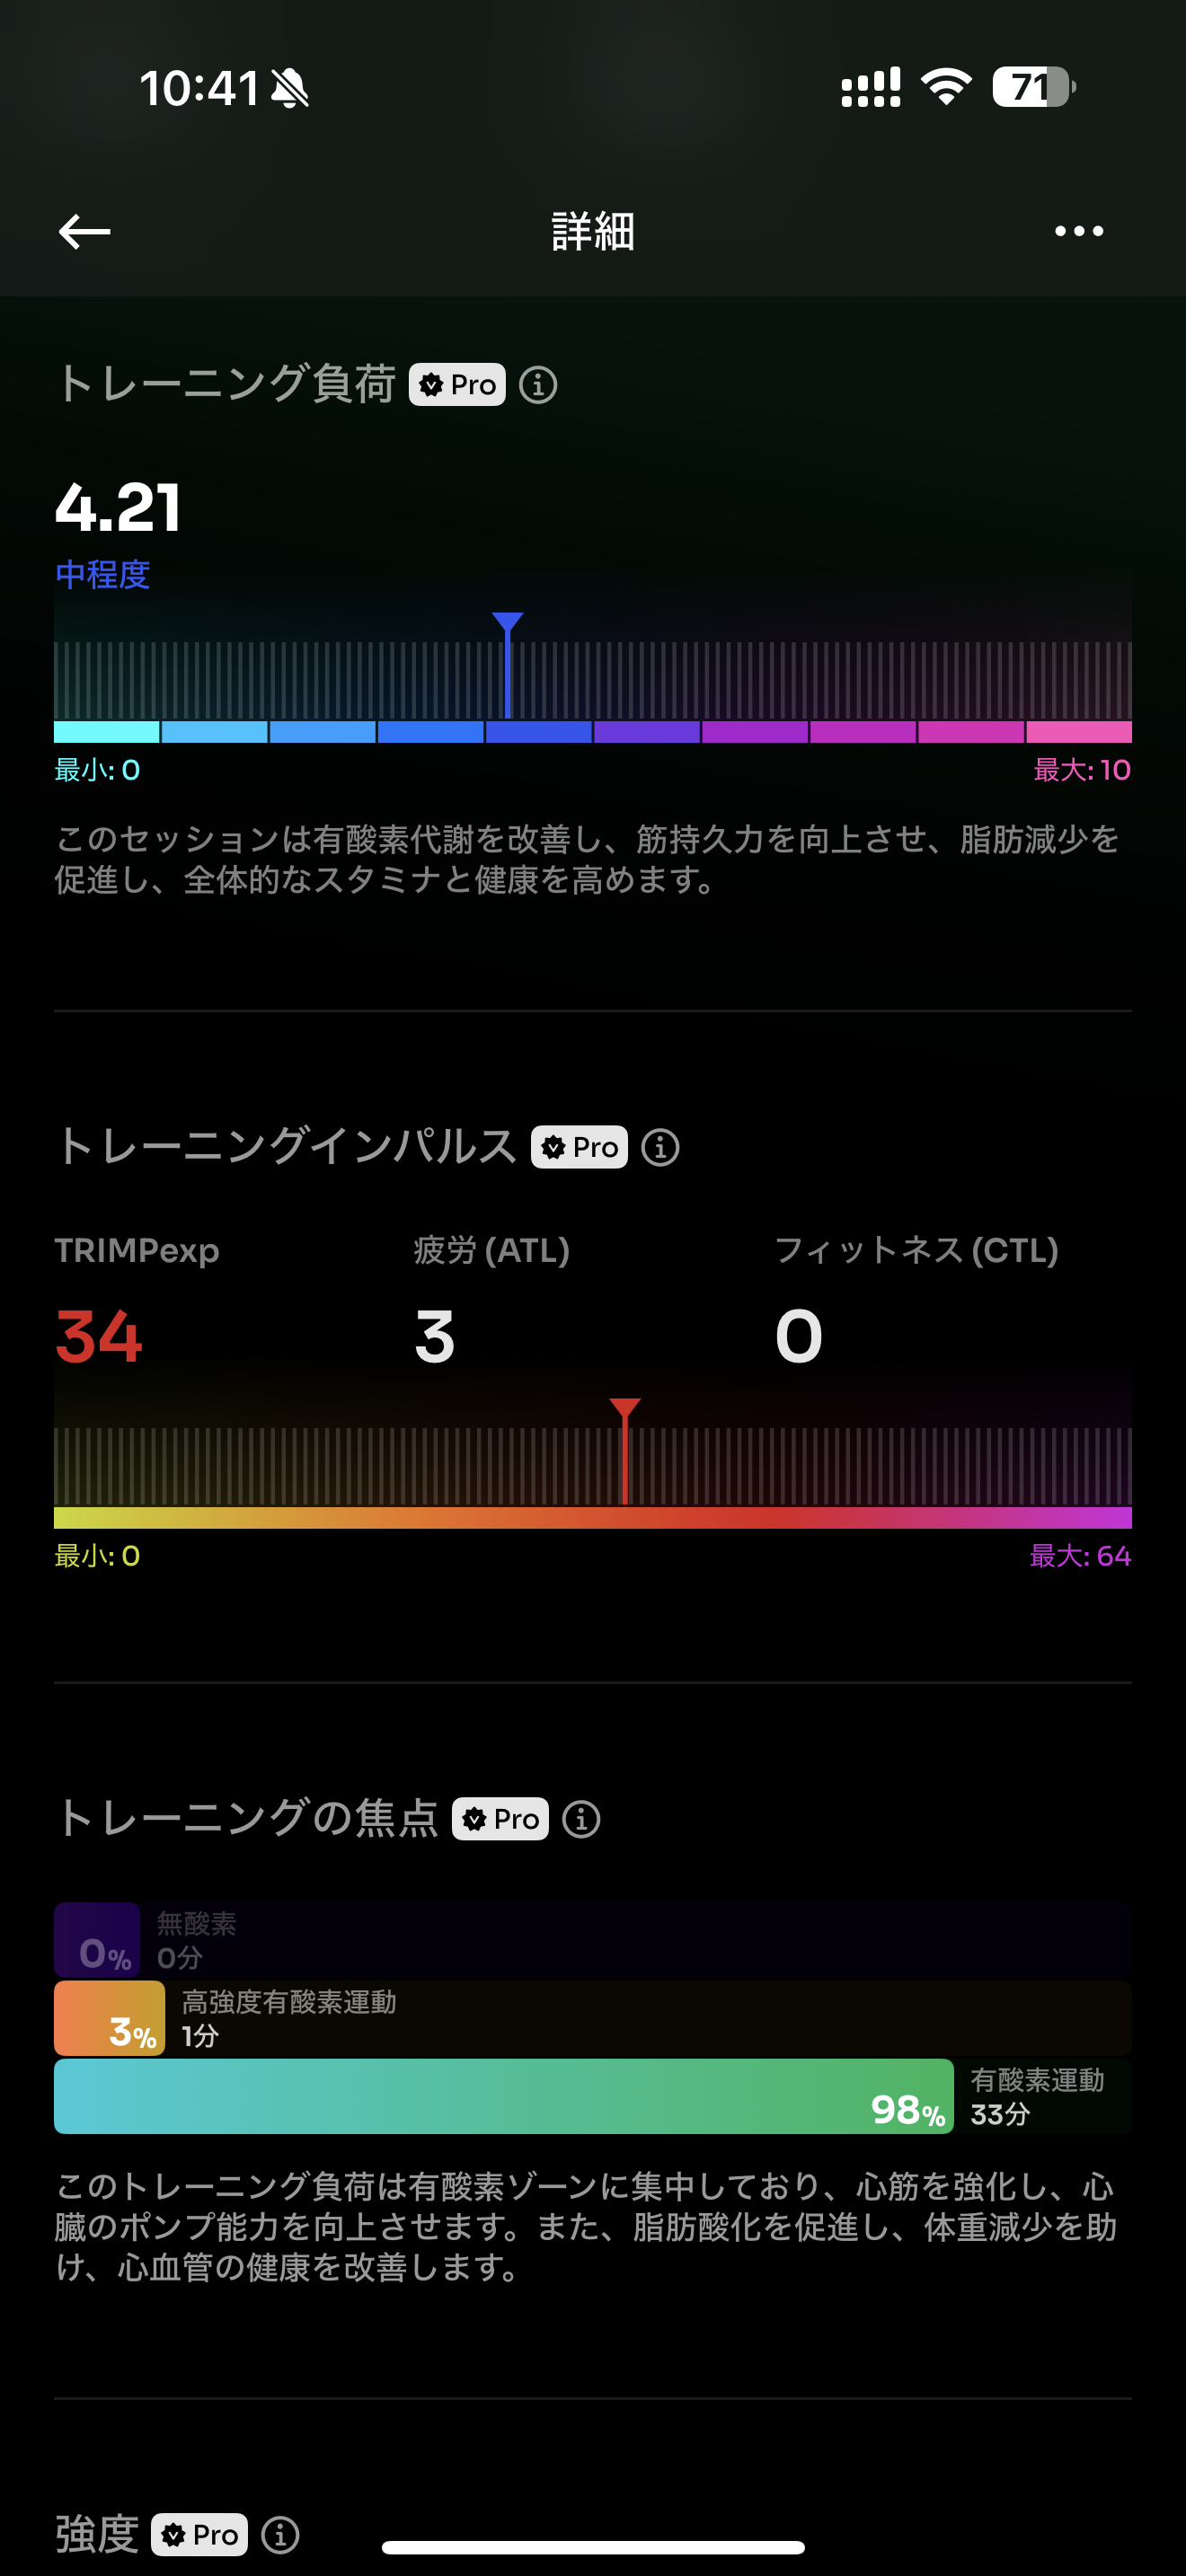 10:41
71
詳細
トレーニング負荷 Pro
4.21
中程度
最小: 0
最大: 10
このセッションは有酸素代謝を改善し、筋持久力を向上させ、脂肪減少を
促進し、全体的なスタミナと健康を高めます。
トレーニングインパルス Pro
TRIMPexp
疲労 (ATL)
フィットネス (CTL)
34
3
0
最小: 0
最大: 64
トレーニングの焦点 Pro
0%
無酸素
0分
3%
高強度有酸素運動
1分
98%
有酸素運動
33分
このトレーニング負荷は有酸素ゾーンに集中しており、心筋を強化し、心
臓のポンプ能力を向上させます。また、脂肪酸化を促進し、体重減少を助
け、心血管の健康を改善します。
強度 Pro